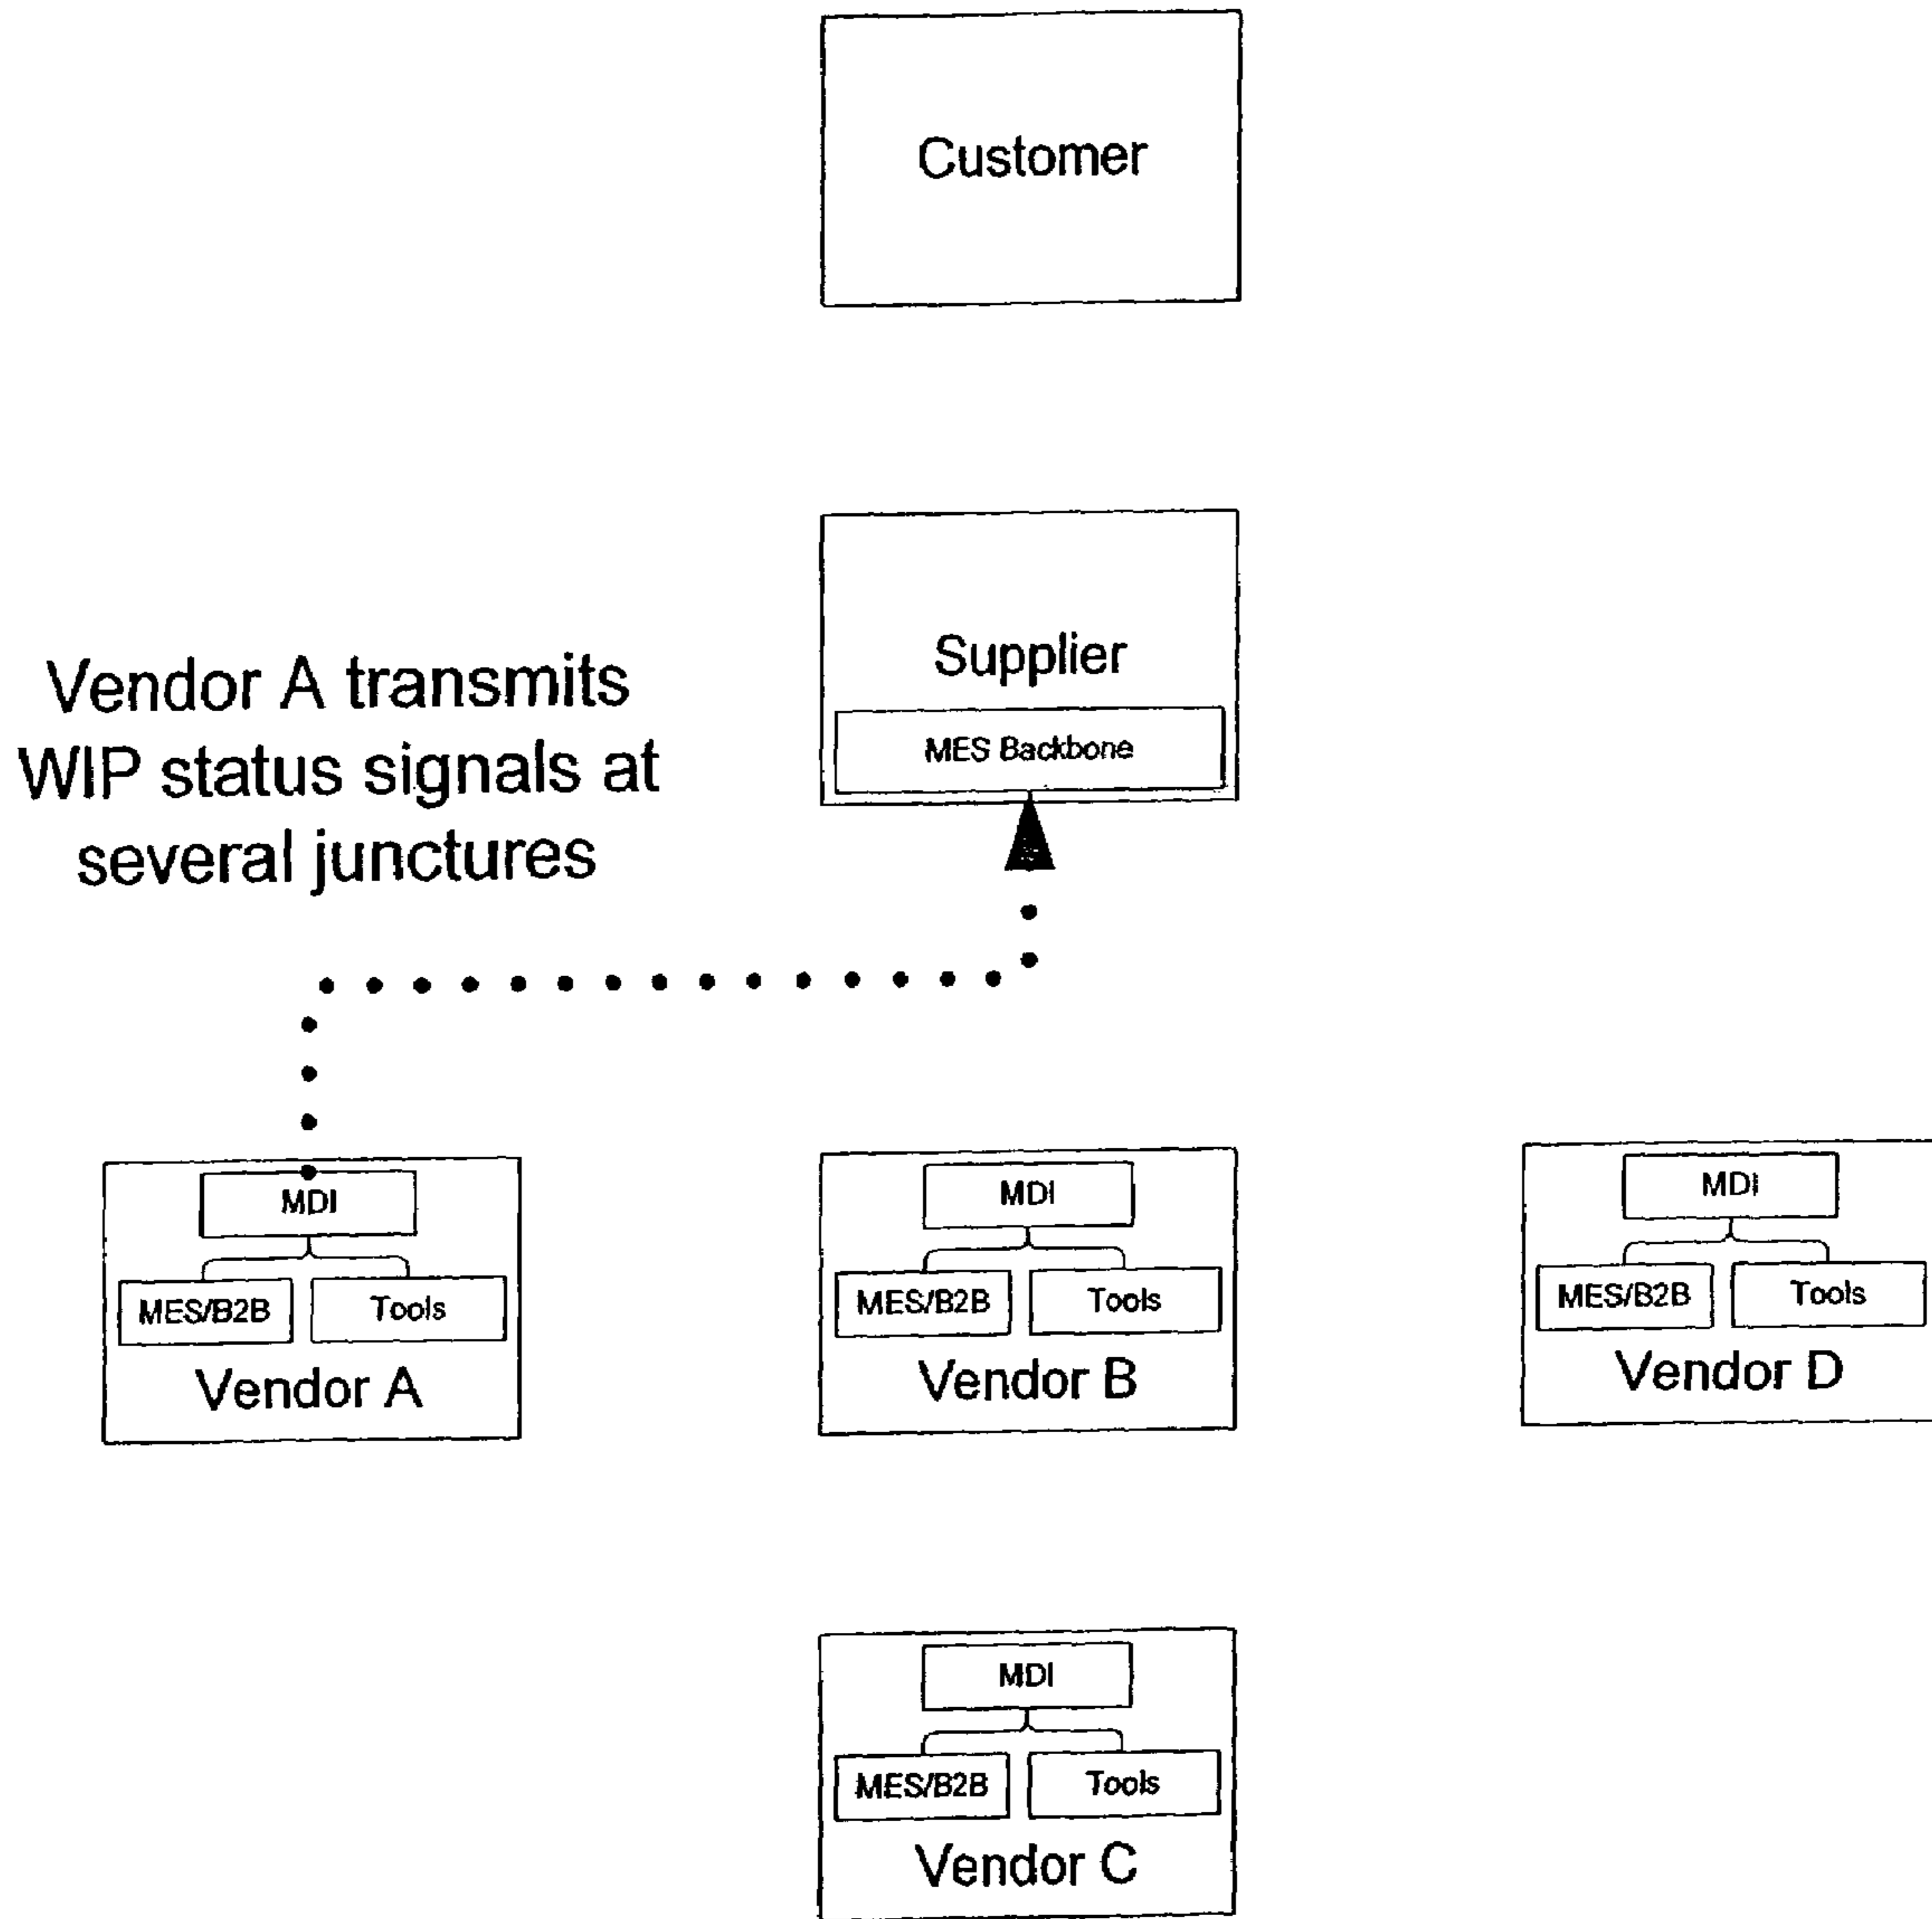 Customer
Supplier
MES Backbone
Vendor A transmits
WIP status signals at
several junctures
MDI
MES/B2B
Tools
Vendor A
MDI
MES/B2B
Tools
Vendor B
MDI
MES/B2B
Tools
Vendor D
MDI
MES/B2B
Tools
Vendor C